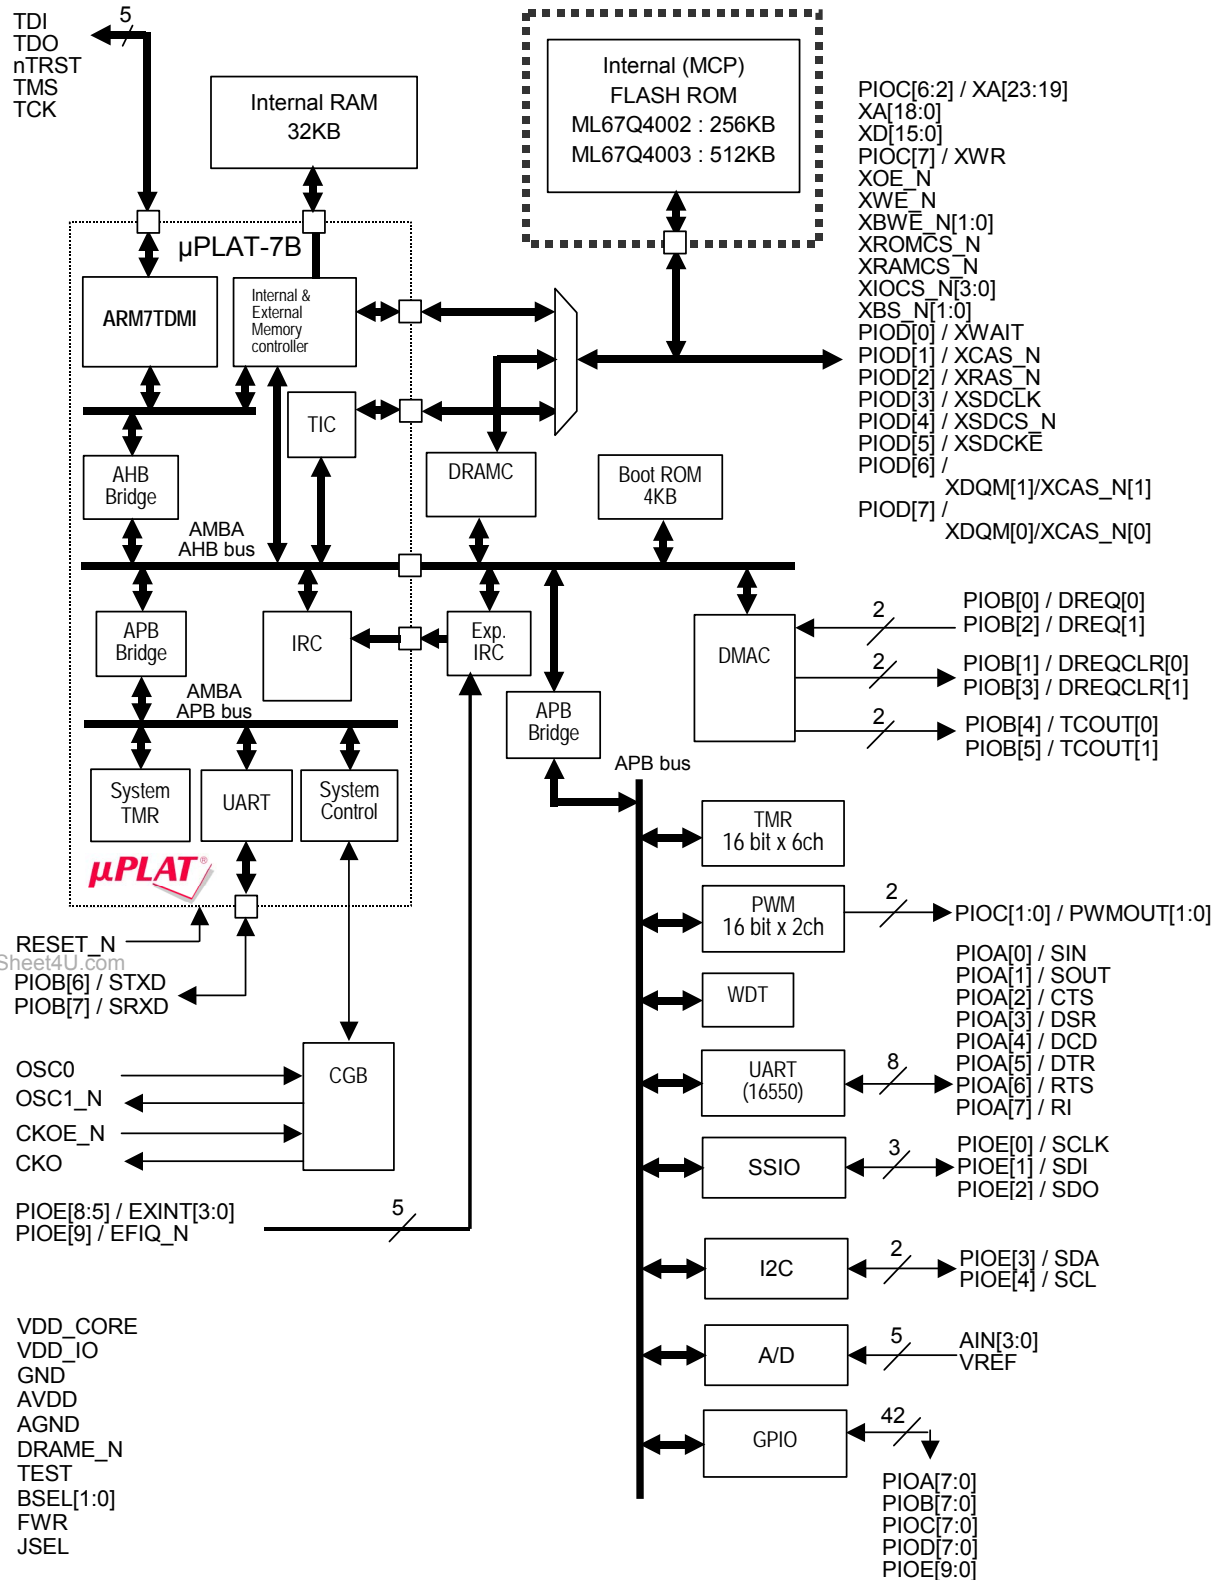 TDI
TDO
nTRST
TMS
TCK
5
Internal RAM
32KB
Internal (MCP)
FLASH ROM
ML67Q4002 : 256KB
ML67Q4003 : 512KB
PIOC[6:2] / XA[23:19]
XA[18:0]
XD[15:0]
PIOC[7] / XWR
XOE_N
XWE_N
XBWE_N[1:0]
XROMCS_N
XRAMCS_N
XIOCS_N[3:0]
XBS_N[1:0]
PIOD[0] / XWAIT
PIOD[1] / XCAS_N
PIOD[2] / XRAS_N
PIOD[3] / XSDCLK
PIOD[4] / XSDCS_N
PIOD[5] / XSDCKE
PIOD[6] /
XDQM[1]/XCAS_N[1]
PIOD[7] /
XDQM[0]/XCAS_N[0]
µPLAT-7B
ARM7TDMI
Internal &
External
Memory
controller
TIC
AHB
Bridge
DRAMC
Boot ROM
4KB
AMBA
AHB bus
APB
Bridge
IRC
Exp.
IRC
DMAC
2
PIOB[0] / DREQ[0]
PIOB[2] / DREQ[1]
2
PIOB[1] / DREQCLR[0]
PIOB[3] / DREQCLR[1]
2
PIOB[4] / TCOUT[0]
PIOB[5] / TCOUT[1]
AMBA
APB bus
APB
Bridge
APB bus
System
TMR
UART
System
Control
µPLAT®
TMR
16 bit x 6ch
PWM
16 bit x 2ch
2
PIOC[1:0] / PWMOUT[1:0]
RESET_N
Sheet4U.com
PIOB[6] / STXD
PIOB[7] / SRXD
WDT
PIOA[0] / SIN
PIOA[1] / SOUT
PIOA[2] / CTS
PIOA[3] / DSR
PIOA[4] / DCD
PIOA[5] / DTR
PIOA[6] / RTS
PIOA[7] / RI
UART
(16550)
8
OSC0
OSC1_N
CKOE_N
CKO
CGB
SSIO
3
PIOE[0] / SCLK
PIOE[1] / SDI
PIOE[2] / SDO
PIOE[8:5] / EXINT[3:0]
PIOE[9] / EFIQ_N
5
I2C
2
PIOE[3] / SDA
PIOE[4] / SCL
A/D
5
AIN[3:0]
VREF
GPIO
42
PIOA[7:0]
PIOB[7:0]
PIOC[7:0]
PIOD[7:0]
PIOE[9:0]
VDD_CORE
VDD_IO
GND
AVDD
AGND
DRAME_N
TEST
BSEL[1:0]
FWR
JSEL